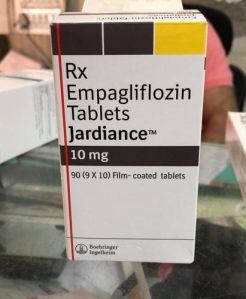 Rx
Empagliflozin
Tablets
Jardiance™
10 mg
90 (9 X 10) Film- coated tablets
Boehringer
Ingelheim